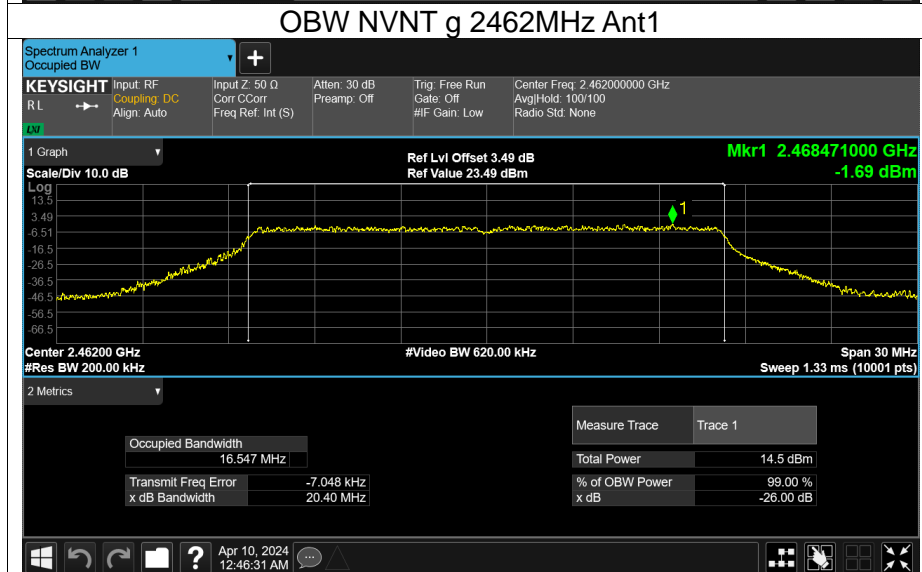 OBW NVNT g 2462MHz Ant1
Spectrum Analyzer 1
Occupied BW
+
KEYSIGHT Input: RF Input Z: 50 Ω Atten: 30 dB Trig: Free Run Center Freq: 2.462000000 GHz
R L Coupling: DC Corr CCorr Preamp: Off Gate: Off Avg|Hold: 100/100
Align: Auto Freq Ref: Int (S) #IF Gain: Low Radio Std: None
LXI
1 Graph Ref Lvl Offset 3.49 dB Mkr1 2.468471000 GHz
Scale/Div 10.0 dB Ref Value 23.49 dBm -1.69 dBm
Log
13.5
3.49
-6.51
-16.5
-26.5
-36.5
-46.5
-56.5
-66.5
1
Center 2.46200 GHz #Video BW 620.00 kHz Span 30 MHz
#Res BW 200.00 kHz Sweep 1.33 ms (10001 pts)
2 Metrics
Measure Trace Trace 1
Occupied Bandwidth
16.547 MHz
Total Power 14.5 dBm
Transmit Freq Error -7.048 kHz % of OBW Power 99.00 %
x dB Bandwidth 20.40 MHz x dB -26.00 dB
? Apr 10, 2024
12:46:31 AM